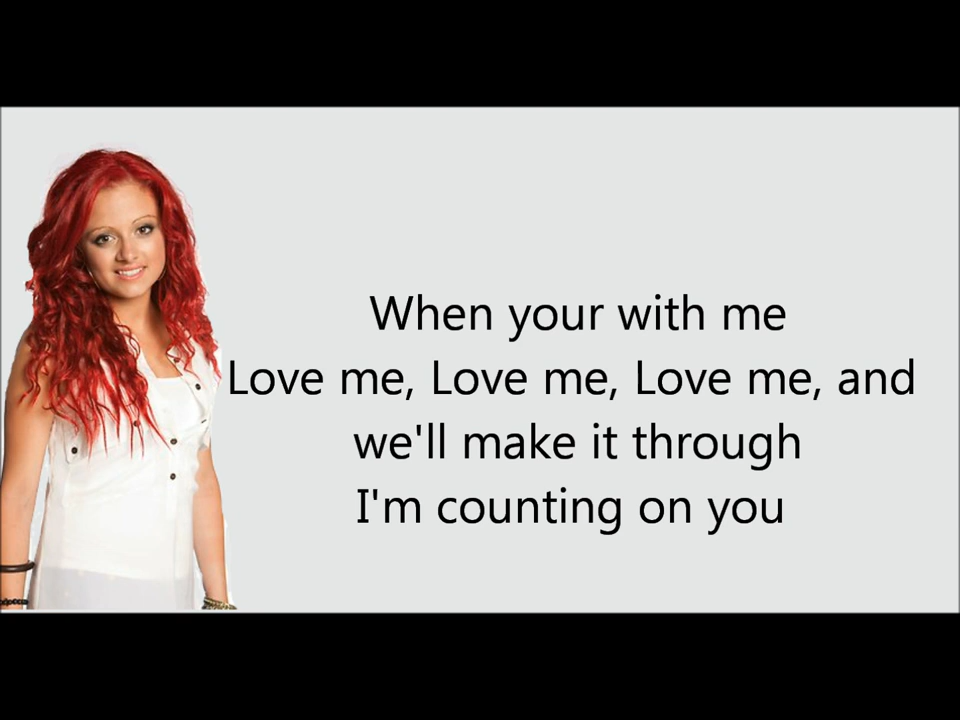 When your with me
Love me, Love me, Love me, and
we'll make it through
I'm counting on you